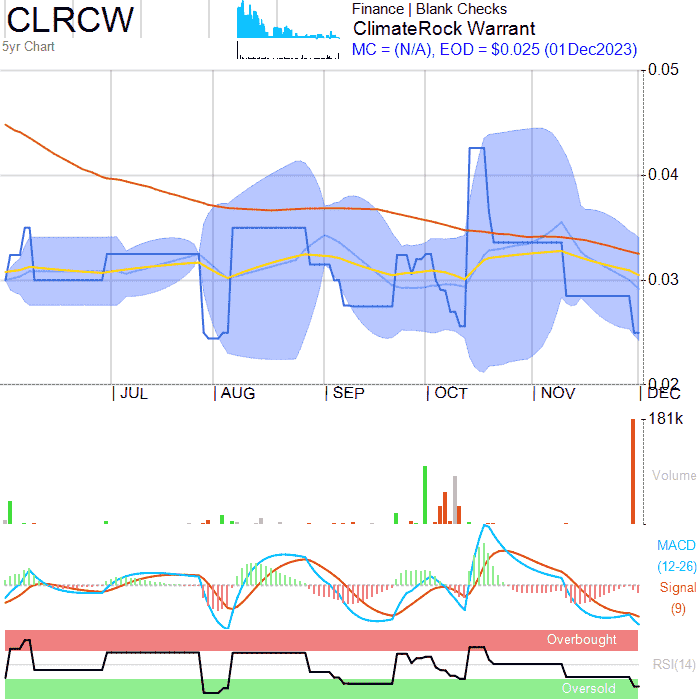 CLRCW
5yr Chart
Finance | Blank Checks
ClimateRock Warrant
MC = (N/A), EOD = $0.025 (01Dec2023)
0.05
0.04
0.03
0.02
JUL
AUG
SEP
OCT
NOV
DEC
181k
Volume
MACD
(12-26)
Signal
(9)
Overbought
RSI(14)
Oversold